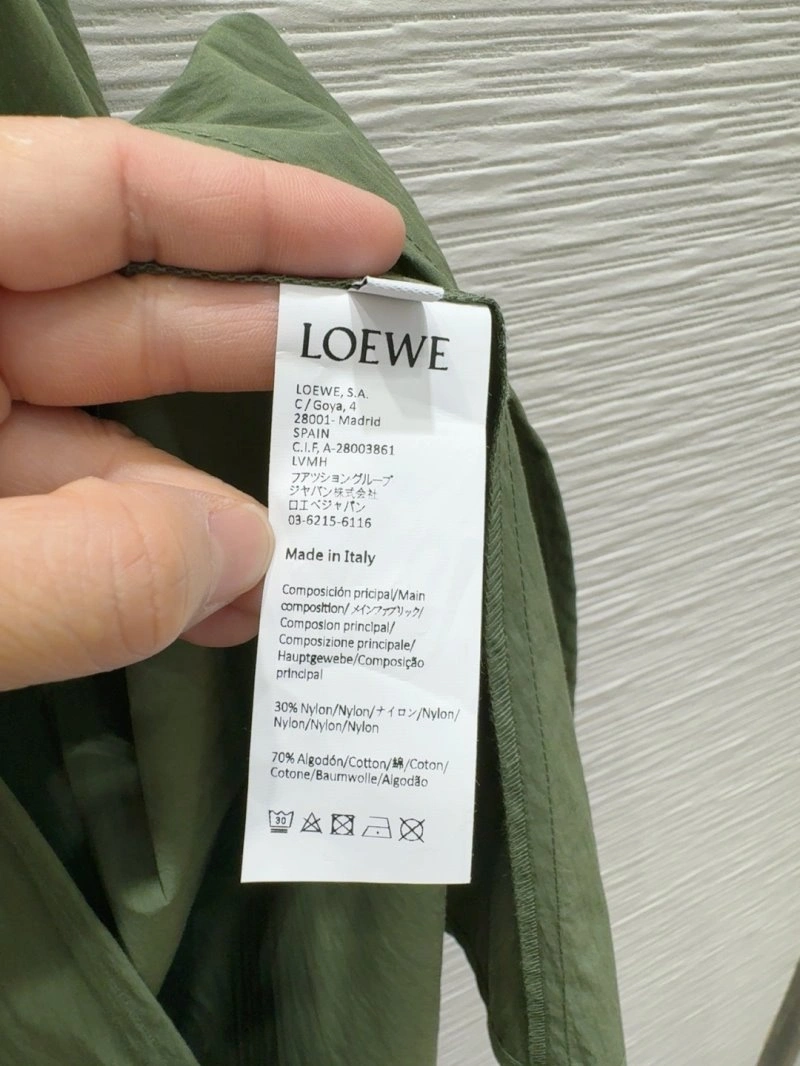 LOEWE
LOEWE, S.A.
C/Goya, 4
28001- Madrid
SPAIN
C.I.F, A-28003861
LVMH
フアツショングループ
ジヤパン株式会社
ロエベジャパン
03-6215-6116
Made in Italy
Composición pricipal/Main
composition/メインファブリック/
Composion principal/
Composizione principale/
Hauptgewebe/Composição
principal
30% Nylon/Nylon/ナイロン/Nylon/
Nylon/Nylon/Nylon
70% Algodón/Cotton/綿/Coton/
Cotone/Baumwolle/Algodão
30